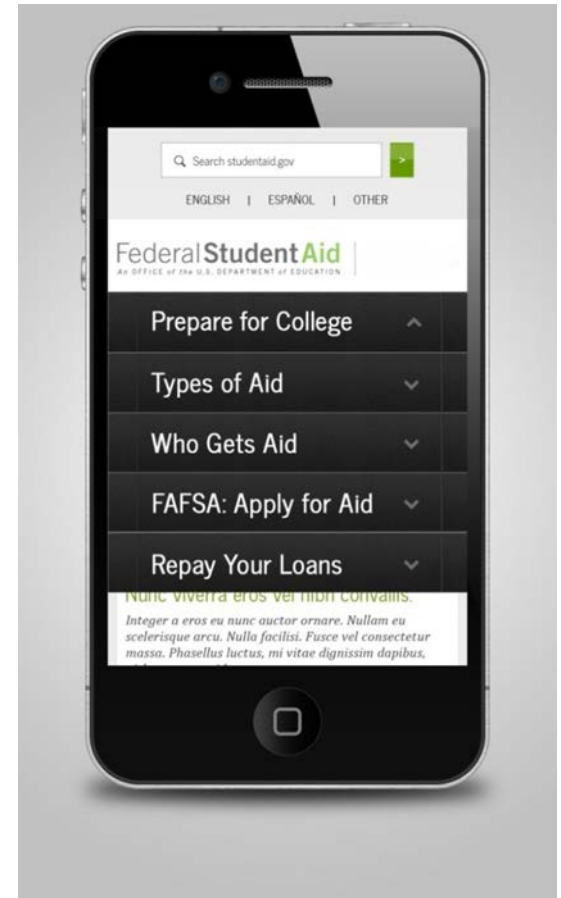 Search studentaid.gov
>
ENGLISH | ESPAÑOL | OTHER
Federal Student Aid
An OFFICE of the U.S. DEPARTMENT of EDUCATION
Prepare for College
Types of Aid
Who Gets Aid
FAFSA: Apply for Aid
Repay Your Loans
Nunc viverra eros vel nibh convallis.
Integer a eros eu nunc auctor ornare. Nullam eu
scelerisque arcu. Nulla facilisi. Fusce vel consectetur
massa. Phasellus luctus, mi vitae dignissim dapibus,